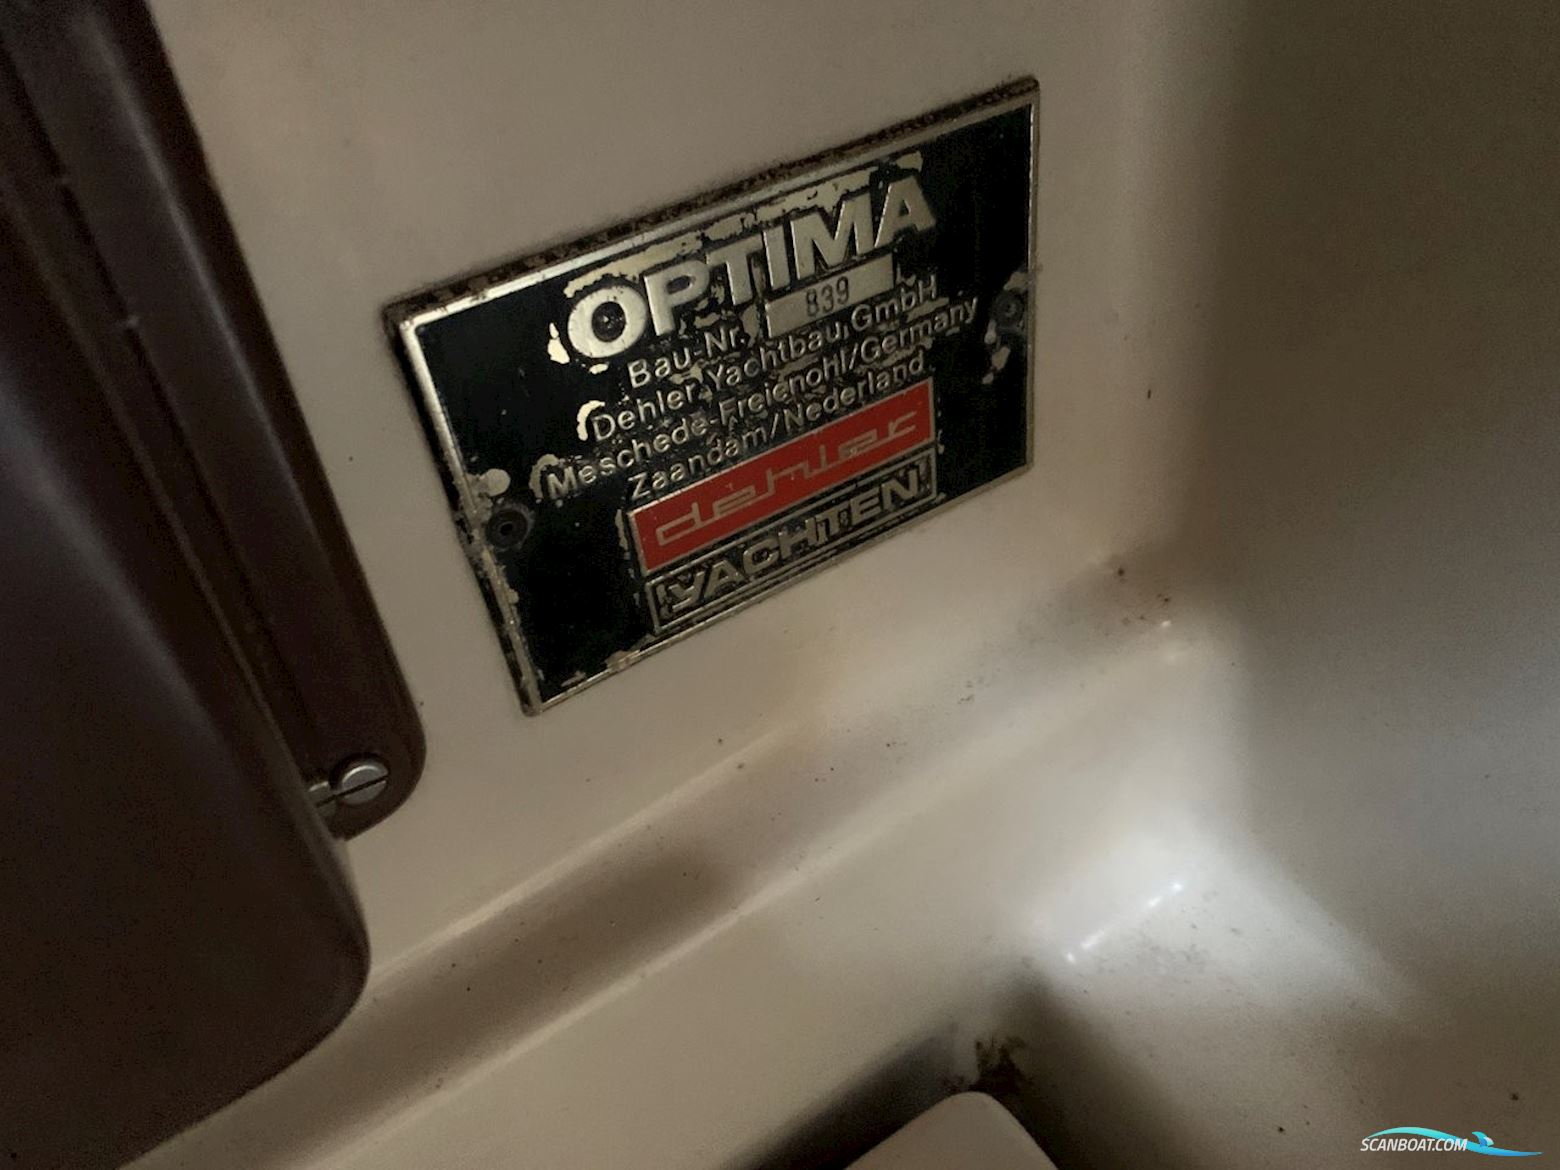 OPTIMA
Bau-Nr. 839
Dehler Yachtbau GmbH
Meschede-Freienohl/Germany
Zaandam/Nederland
dehler
YACHTEN
SCANBOAT.COM